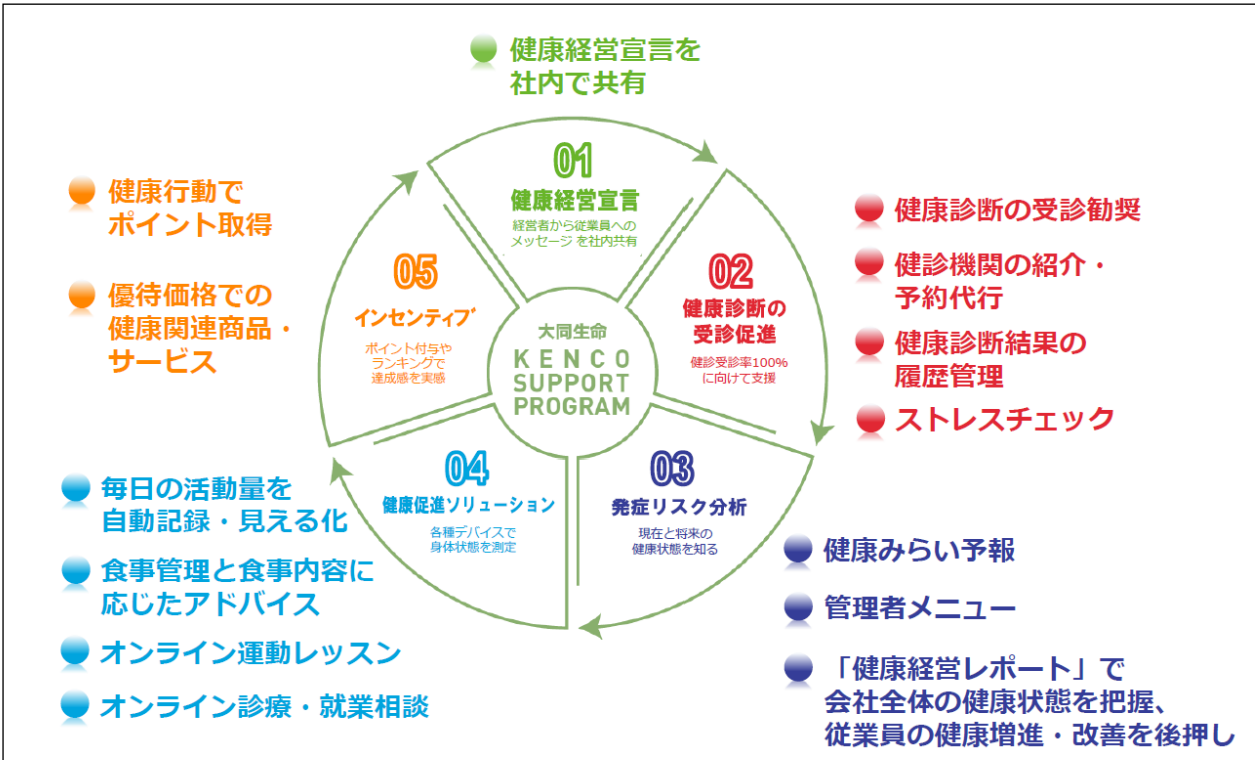 健康経営宣言を
社内で共有
01
健康経営宣言
経営者から従業員への
メッセージ を社内共有
健康診断の受診勧奨
健診機関の紹介・
予約代行
健康診断結果の
履歴管理
ストレスチェック
02
健康診断の
受診促進
健診受診率100%
に向けて支援
03
発症リスク分析
現在と将来の
健康状態を知る
健康みらい予報
管理者メニュー
「健康経営レポート」で
会社全体の健康状態を把握、
従業員の健康増進・改善を後押し
04
健康促進ソリューション
各種デバイスで
身体状態を測定
毎日の活動量を
自動記録・見える化
食事管理と食事内容に
応じたアドバイス
オンライン運動レッスン
オンライン診療・就業相談
05
インセンティブ
ポイント付与や
ランキングで
達成感を実感
健康行動で
ポイント取得
優待価格での
健康関連商品・
サービス
大同生命
KENCO
SUPPORT
PROGRAM